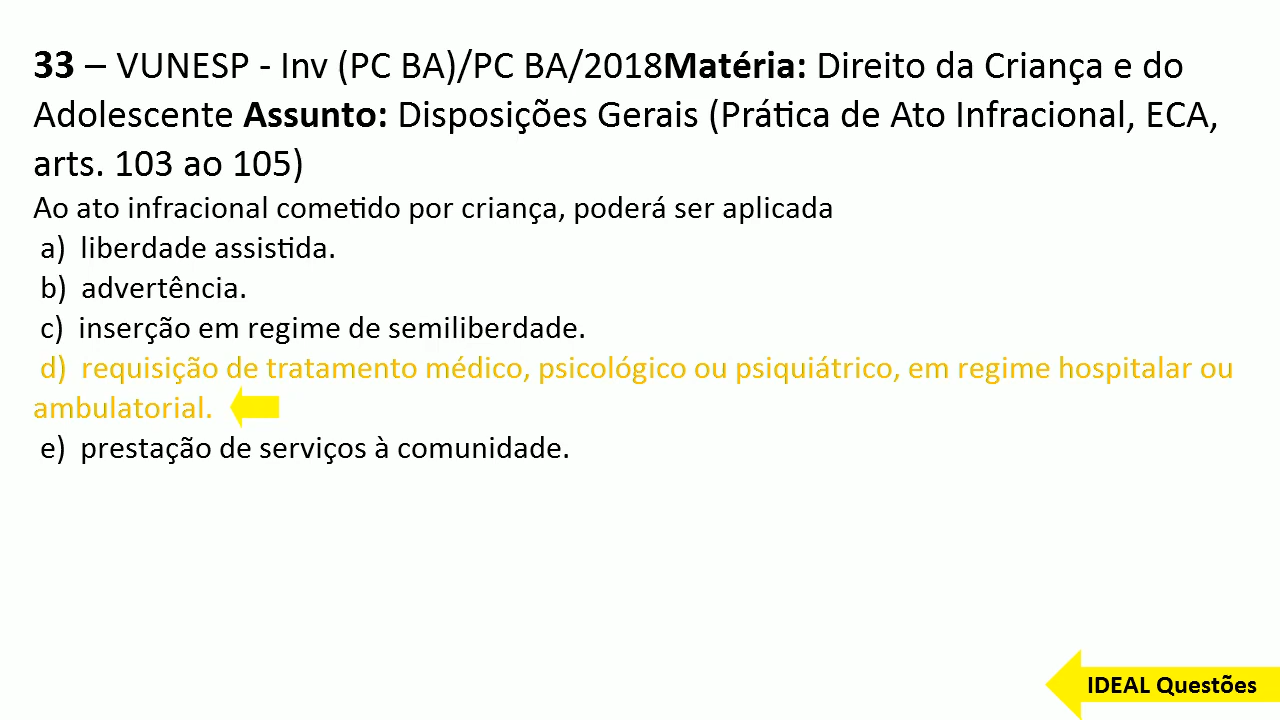 33 – VUNESP - Inv (PC BA)/PC BA/2018Matéria: Direito da Criança e do
Adolescente Assunto: Disposições Gerais (Prática de Ato Infracional, ECA,
arts. 103 ao 105)
Ao ato infracional cometido por criança, poderá ser aplicada
a) liberdade assistida.
b) advertência.
c) inserção em regime de semiliberdade.
d) requisição de tratamento médico, psicológico ou psiquiátrico, em regime hospitalar ou
ambulatorial.
e) prestação de serviços à comunidade.
IDEAL Questões